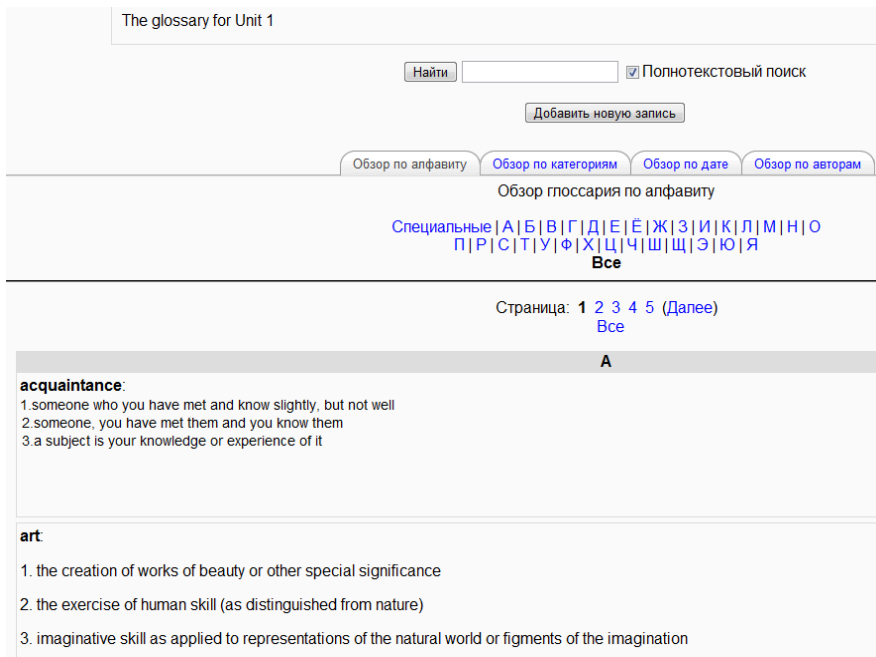 The glossary for Unit 1
Найти Полнотекстовый поиск
Добавить новую запись
Обзор по алфавиту Обзор по категориям Обзор по дате Обзор по авторам
Обзор глоссария по алфавиту
Специальные | А | Б | В | Г | Д | Е | Ё | Ж | З | И | К | Л | М | Н | О
П | Р | С | Т | У | Ф | Х | Ц | Ч | Ш | Щ | Э | Ю | Я
Все
Страница: 1 2 3 4 5 (Далее)
Все
A
acquaintance:
1.someone who you have met and know slightly, but not well
2.someone, you have met them and you know them
3.a subject is your knowledge or experience of it
art:
1. the creation of works of beauty or other special significance
2. the exercise of human skill (as distinguished from nature)
3. imaginative skill as applied to representations of the natural world or figments of the imagination